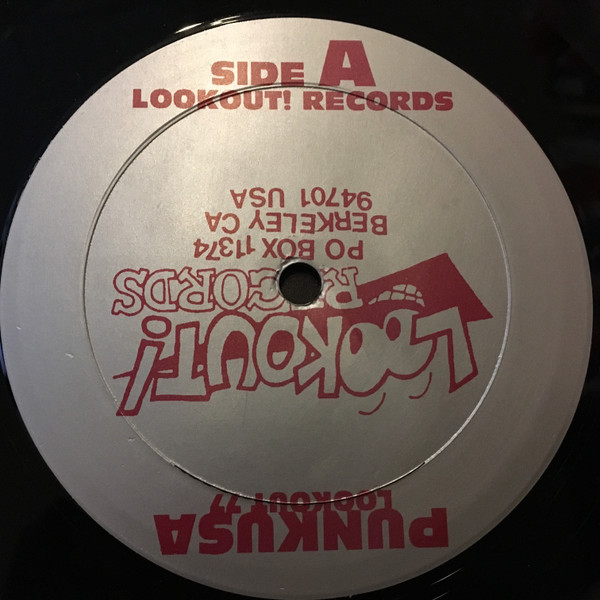 SIDE A
LOOKOUT! RECORDS
PUNKUSA
LOOKOUT 77
LOOKOUT!
RECORDS
PO BOX 11374
BERKELEY CA
94701 USA